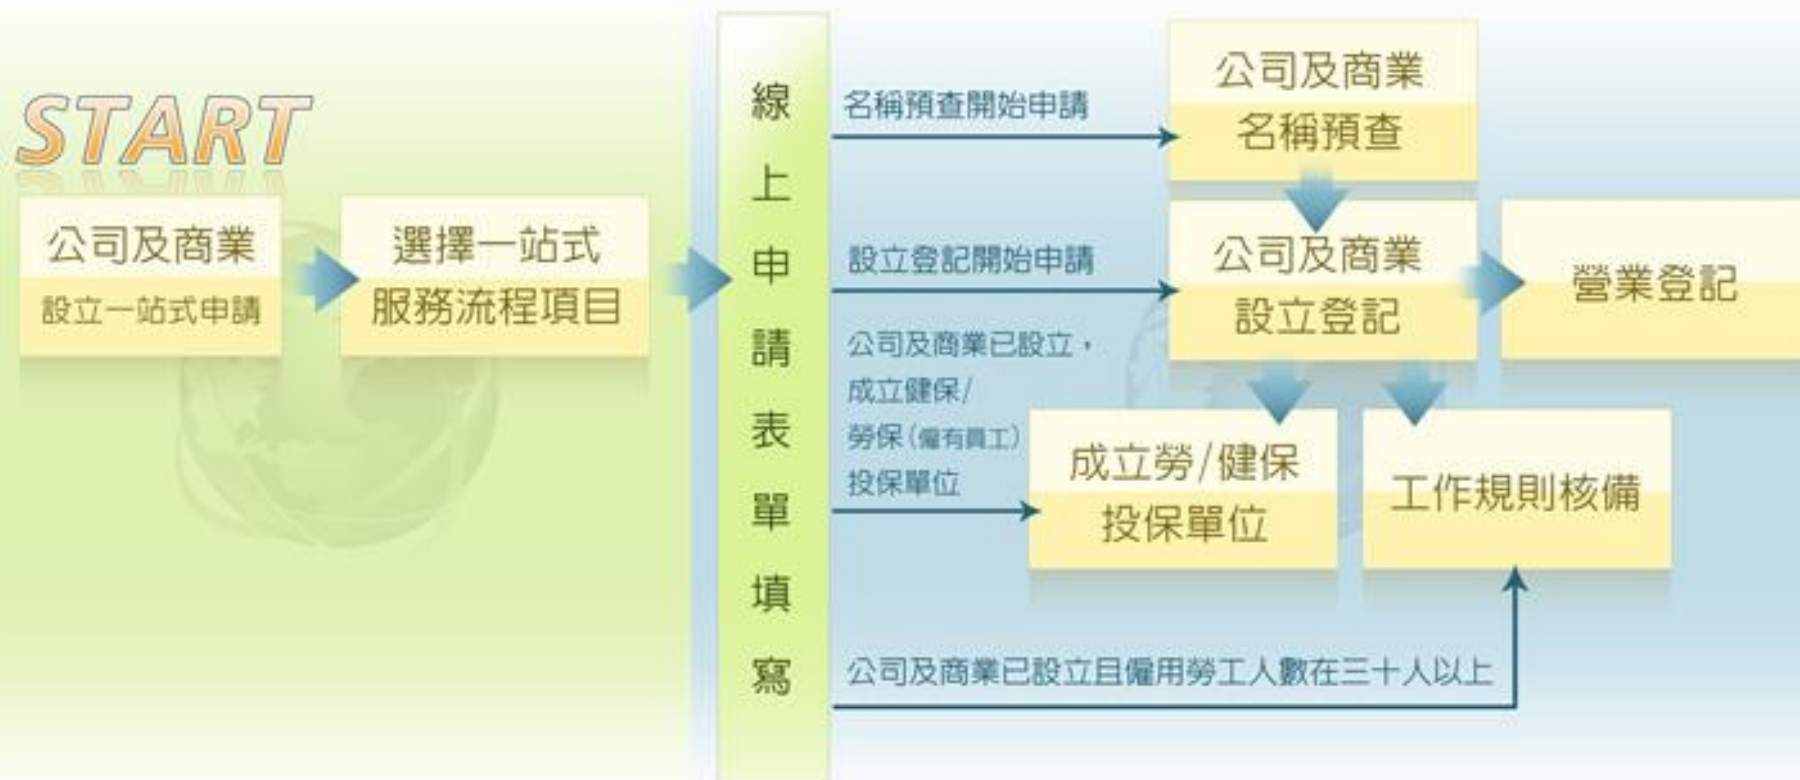 START
公司及商業
設立一站式申請
選擇一站式
服務流程項目
線上申請表單填寫
名稱預查開始申請
公司及商業
名稱預查
設立登記開始申請
公司及商業
設立登記
營業登記
公司及商業已設立，
成立健保/
勞保(僱有員工)
投保單位
成立勞/健保
投保單位
工作規則核備
公司及商業已設立且僱用勞工人數在三十人以上